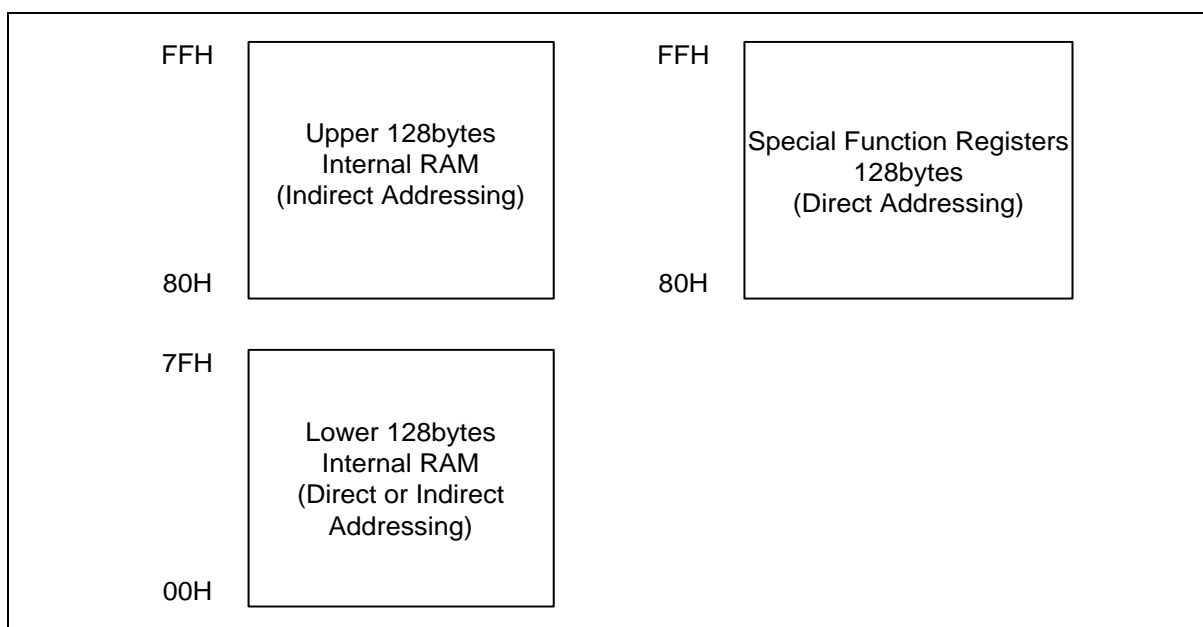 FFH
Upper 128bytes
Internal RAM
(Indirect Addressing)
80H
FFH
Special Function Registers
128bytes
(Direct Addressing)
80H
7FH
Lower 128bytes
Internal RAM
(Direct or Indirect
Addressing)
00H